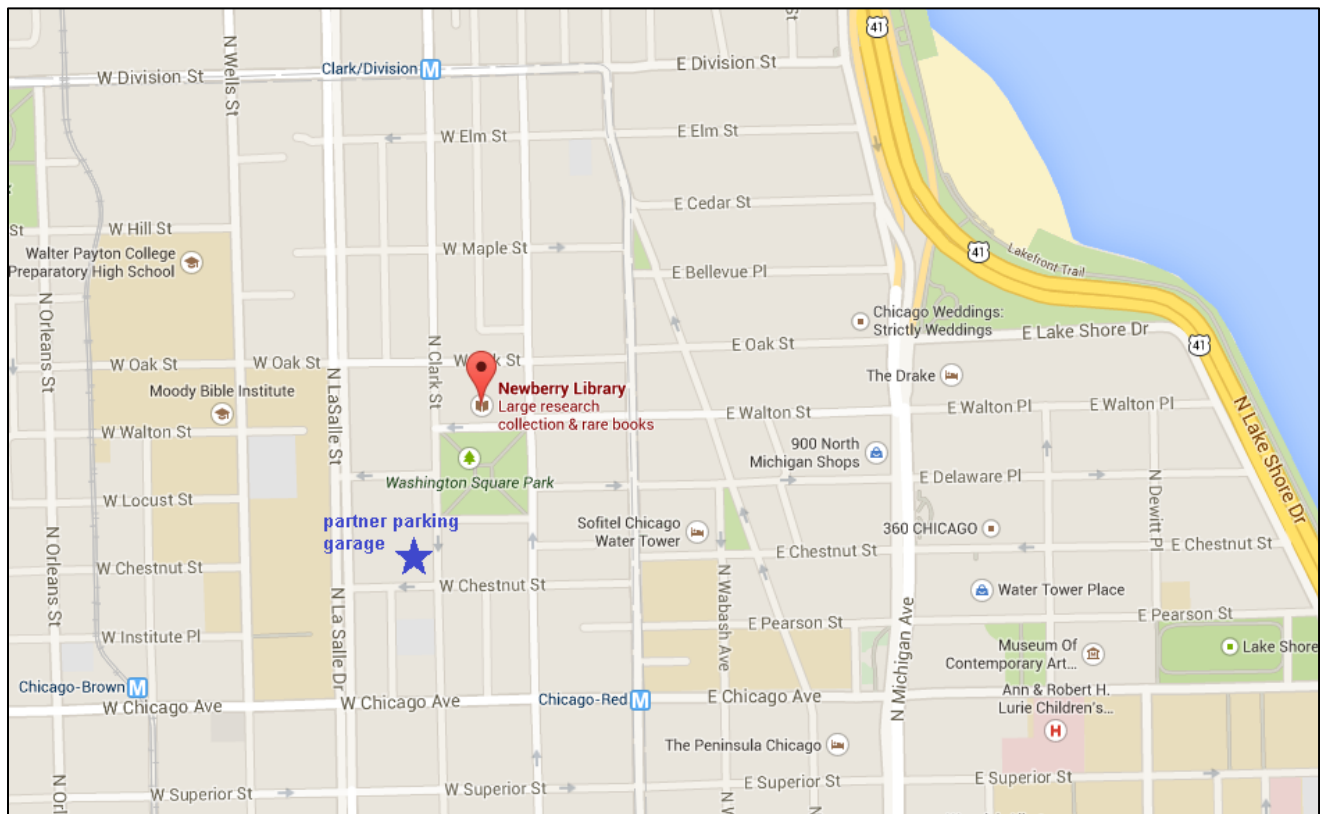 41
N Wells St
E Division St
Clark/Division
M
W Division St
E Elm St
W Elm St
E Cedar St
W Hill St
St
W Maple St
Walter Payton College
Preparatory High School
E Bellevue Pl
41
Lakefront Trail
N Orleans St
Chicago Weddings:
Strictly Weddings
E Lake Shore Dr
41
N Clark St
E Oak St
W Oak St
W Oak St
The Drake
N LaSalle St
Moody Bible Institute
Newberry Library
Large research
collection & rare books
E Walton St
E Walton Pl
E Walton Pl
N Lake Shore Dr
W Walton St
900 North
Michigan Shops
E Delaware Pl
Washington Square Park
W Locust St
N Dewitt Pl
partner parking
garage
Sofitel Chicago
Water Tower
360 CHICAGO
N Orleans St
E Chestnut St
E Chestnut St
W Chestnut St
W Chestnut St
N La Salle Dr
N Wabash Ave
Water Tower Place
E Pearson St
E Pearson St
W Institute Pl
N Michigan Ave
Museum Of
Contemporary Art...
Lake Shore
Chicago-Brown
M
W Chicago Ave
W Chicago Ave
Chicago-Red
M
E Chicago Ave
Ann & Robert H.
Lurie Children's...
H
The Peninsula Chicago
E Superior St
E Superior St
W Superior St
W Superior St
N Orl
N W